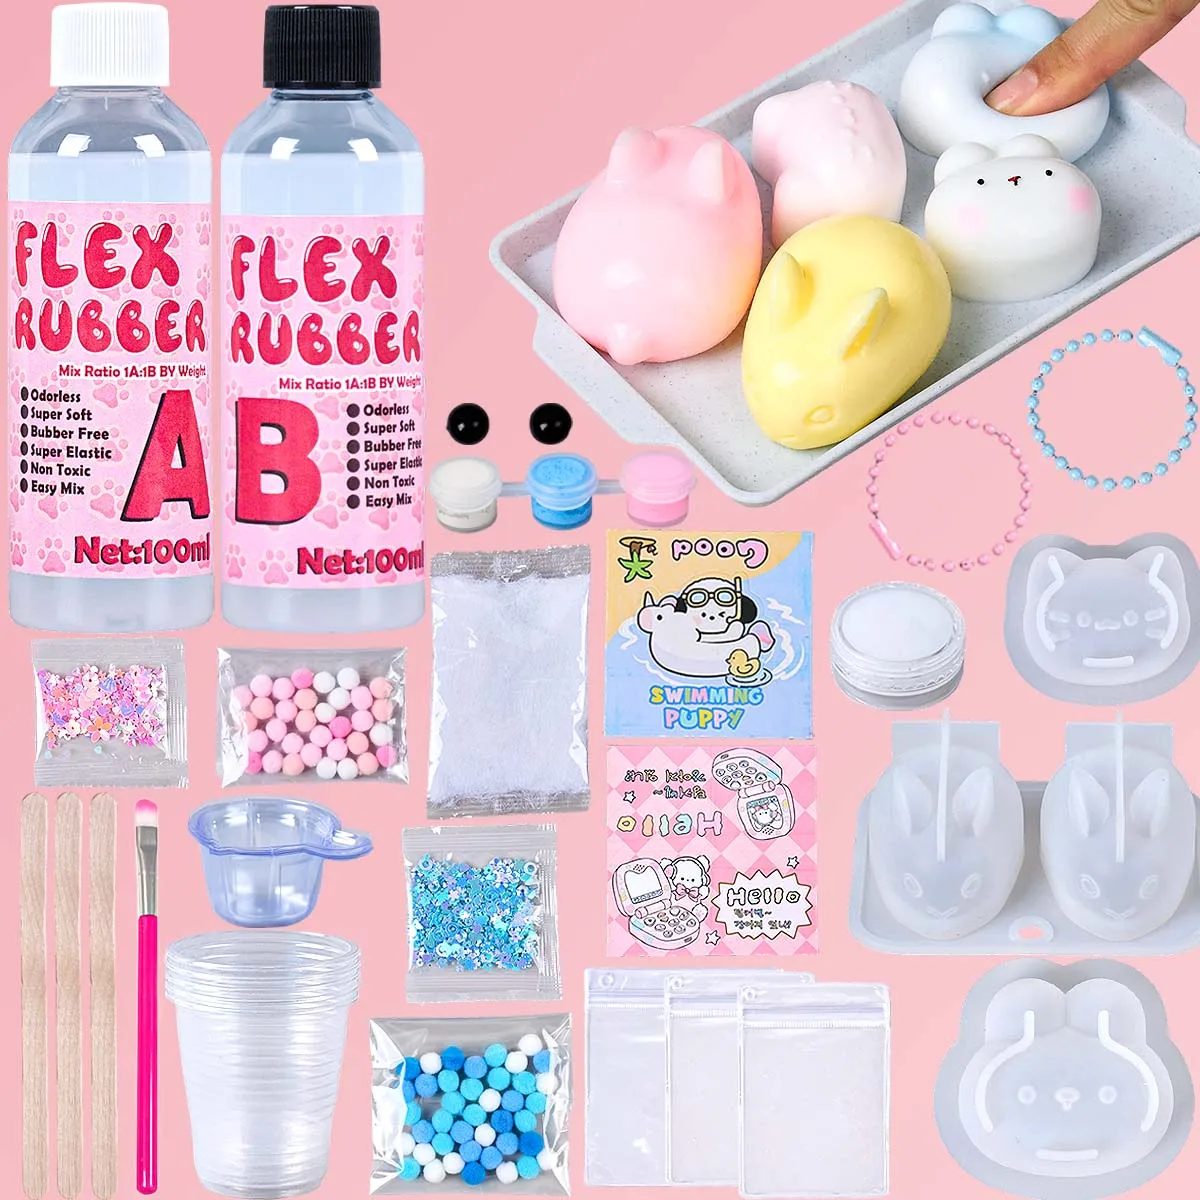 FLEX
RUBBER
Mix Ratio 1A:1B BY Weight
Odorless
Super Soft
Bubber Free
Super Elastic
Non Toxic
Easy Mix
A
Net:100ml
FLEX
RUBBER
Mix Ratio 1A:1B BY Weight
B
Odorless
Super Soft
Bubber Free
Super Elastic
Non Toxic
Easy Mix
Net:100ml
Good
SWIMMING
PUPPY
Hello
Hello